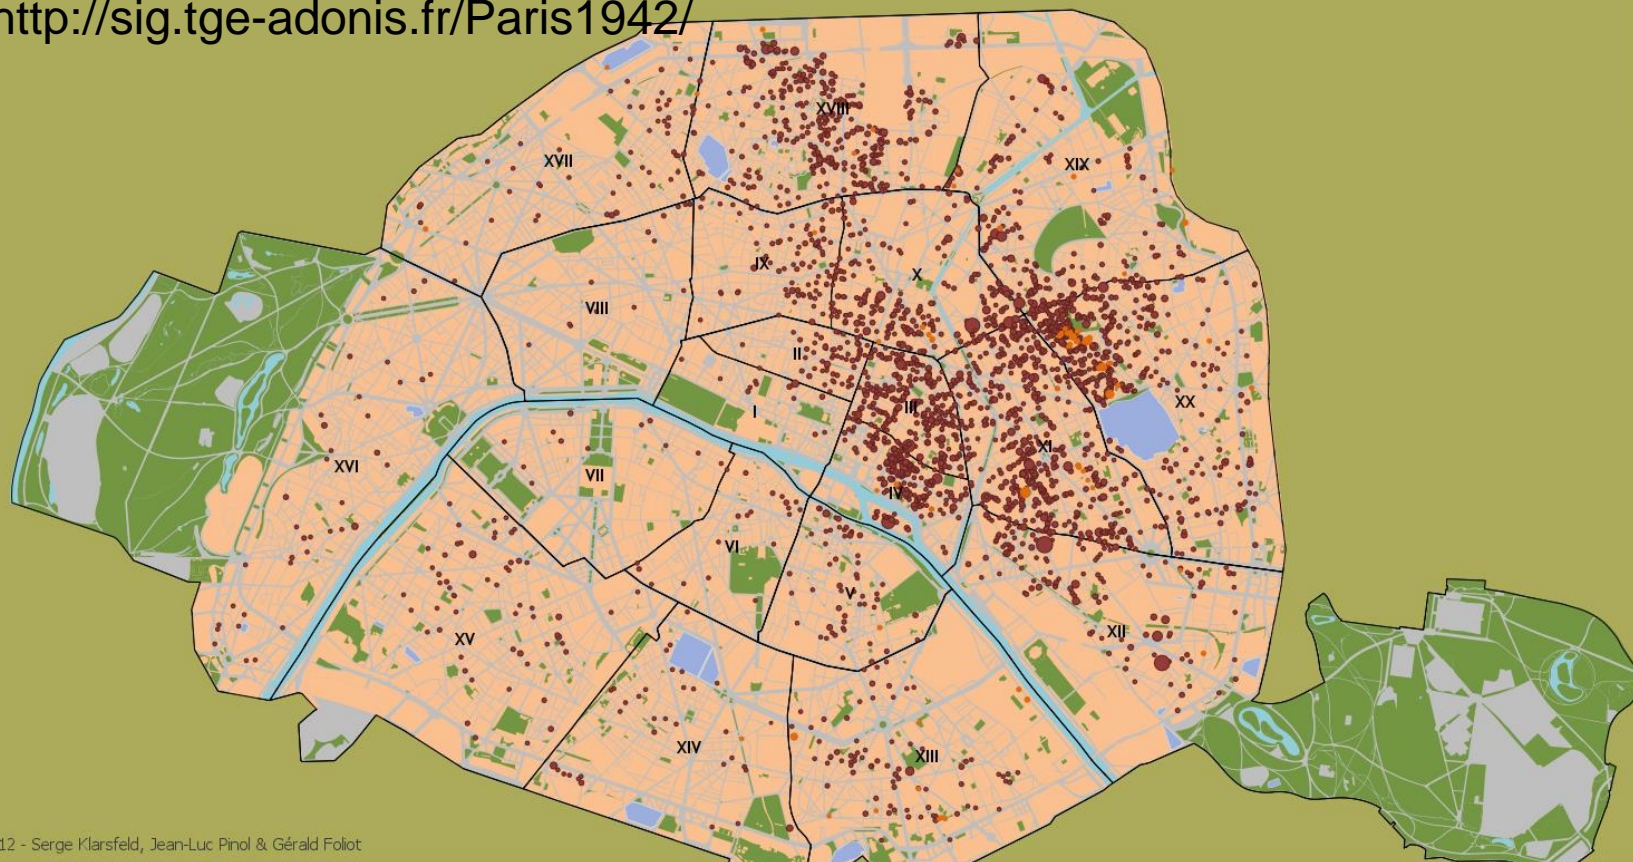 http://sig.tge-adonis.fr/Paris1942/
XVIII
XVII
XIX
IX
X
VIII
II
I
III
XX
XI
XVI
VII
IV
VI
V
XII
XV
XIV
XIII
12 - Serge Klarsfeld, Jean-Luc Pinol & Gérald Foliot